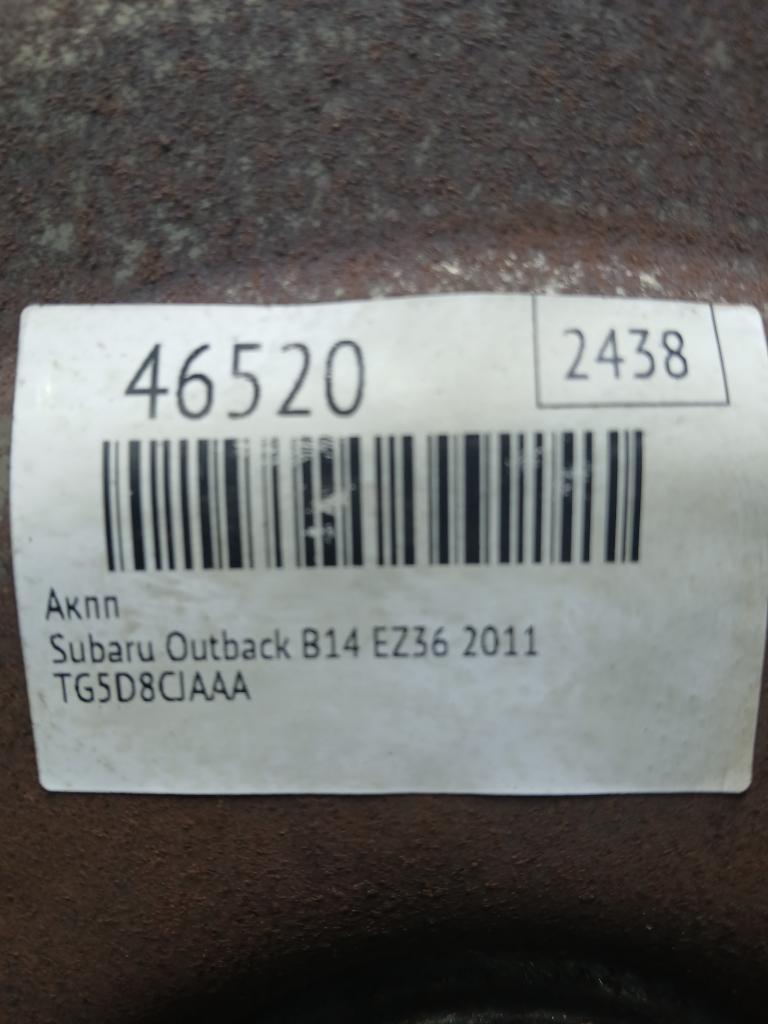 46520
2438
Акпп
Subaru Outback B14 EZ36 2011
TG5D8CJAAA